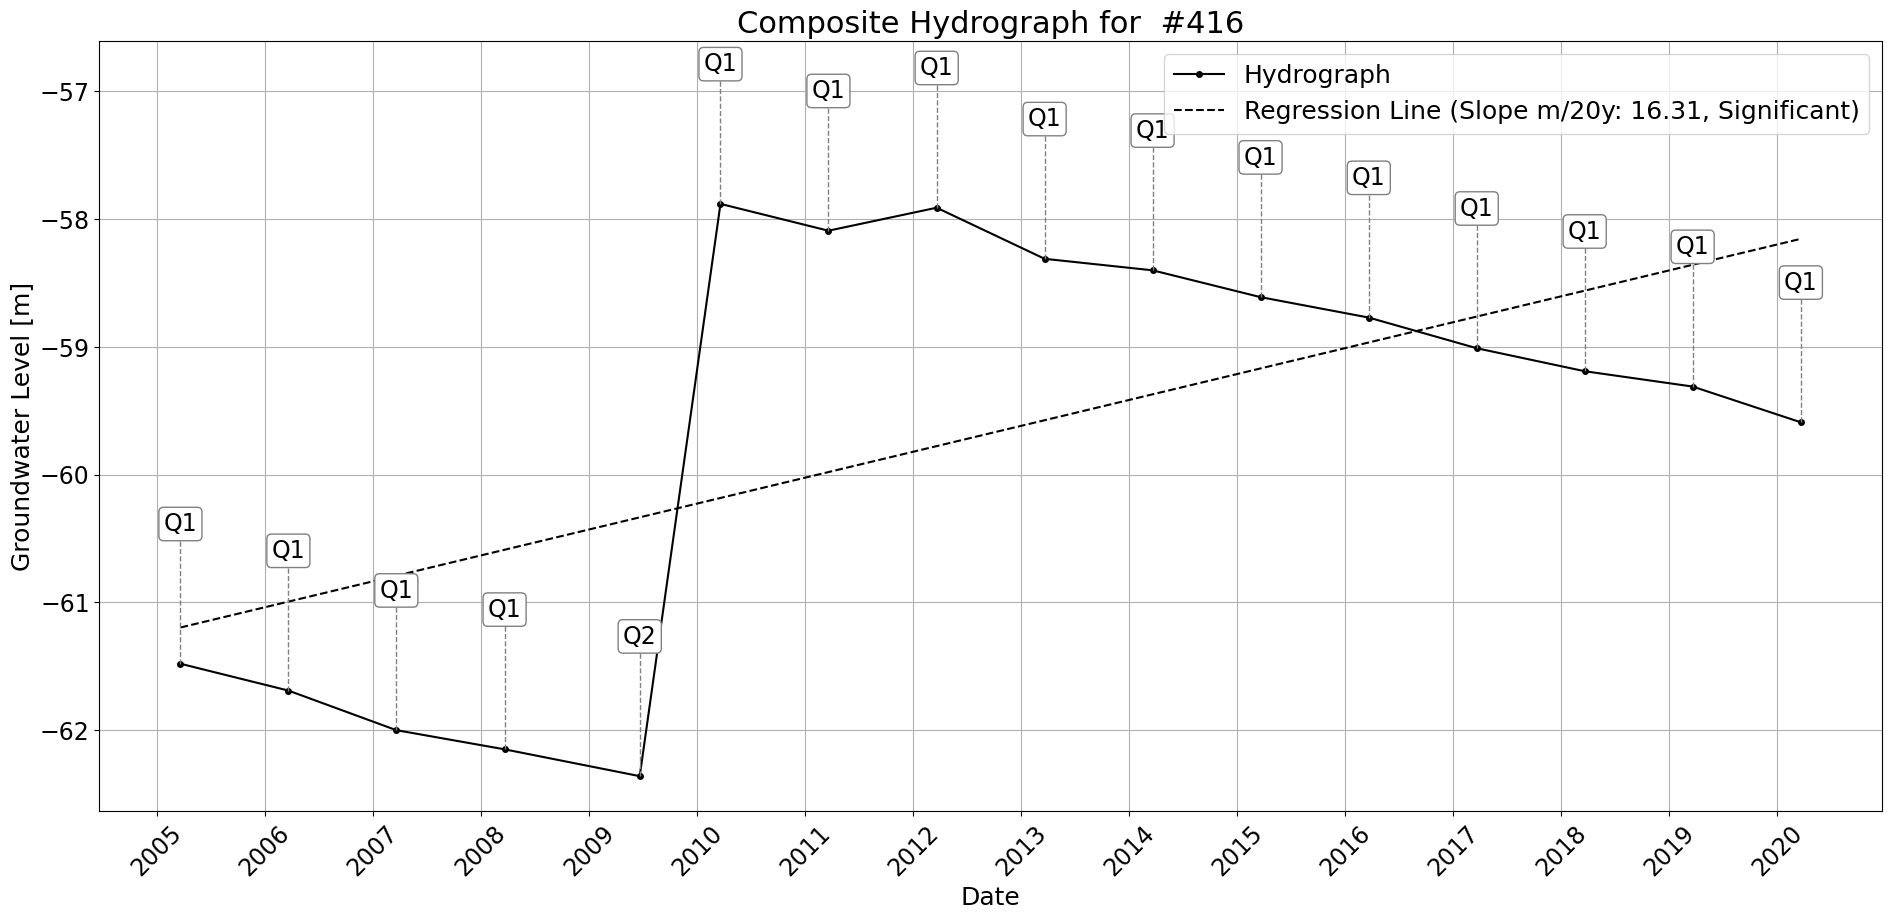 Composite Hydrograph for  #416
Hydrograph
Regression Line (Slope m/20y: 16.31, Significant)
Groundwater Level [m]
−57
−58
−59
−60
−61
−62
Q1
Q1
Q1
Q1
Q2
Q1
Q1
Q1
Q1
Q1
Q1
Q1
Q1
Q1
Q1
Q1
2005
2006
2007
2008
2009
2010
2011
2012
2013
2014
2015
2016
2017
2018
2019
2020
Date